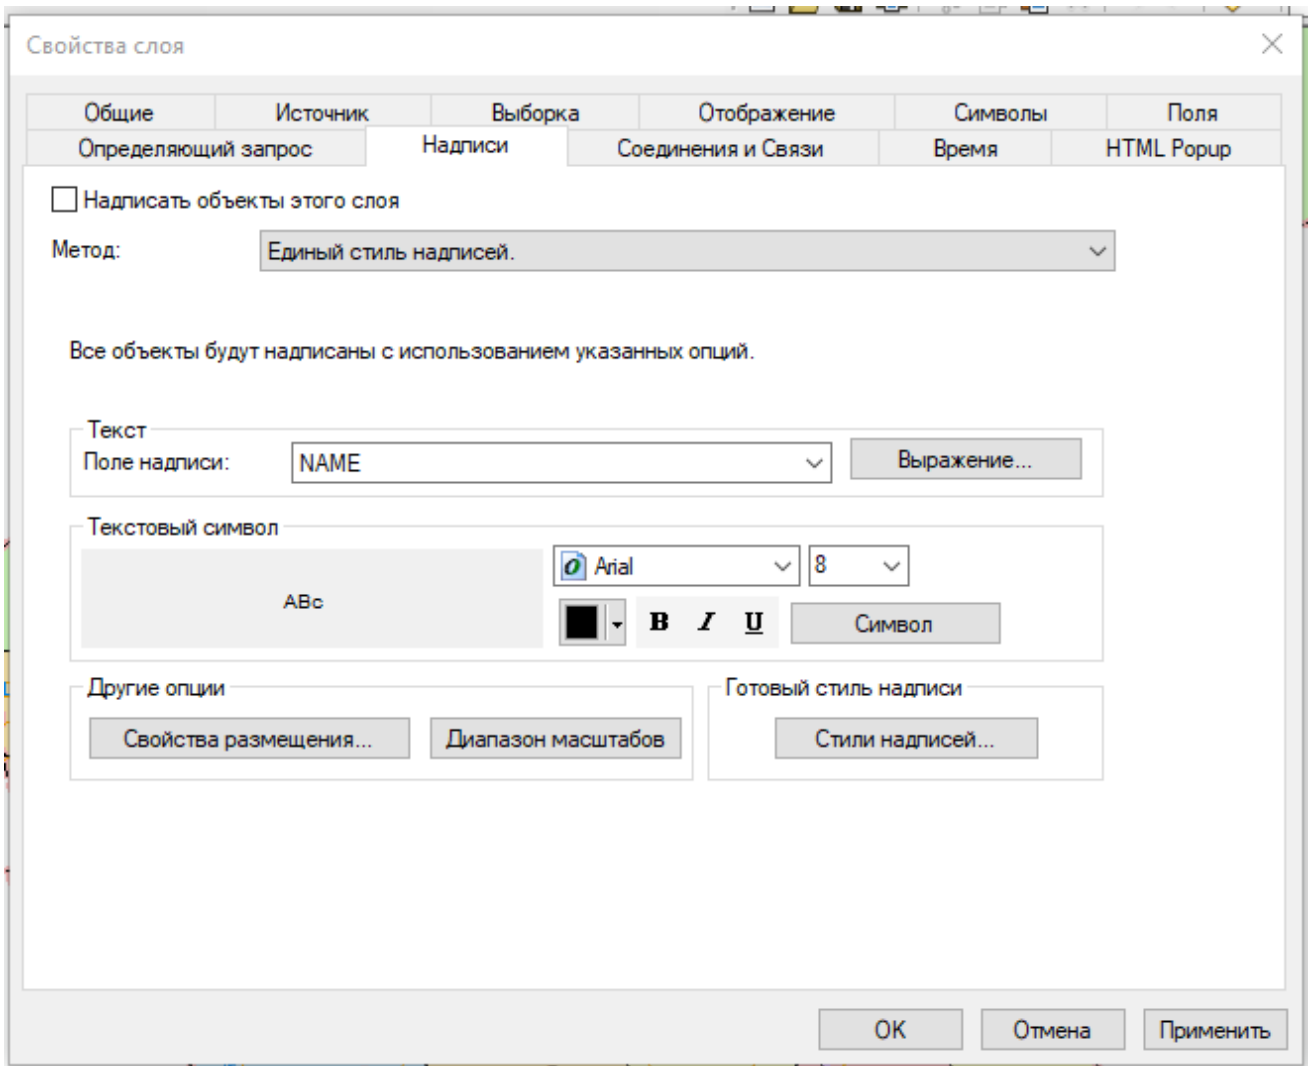 Свойства слоя
Общие Источник Выборка Отображение Символы Поля
Определяющий запрос Надписи Соединения и Связи Время HTML Popup
Надписать объекты этого слоя
Метод: Единый стиль надписей.
Все объекты будут надписаны с использованием указанных опций.
Текст
Поле надписи: NAME Выражение...
Текстовый символ
ABc
Arial 8
B I U Символ
Другие опции Готовый стиль надписи
Свойства размещения... Диапазон масштабов Стили надписей...
OK Отмена Применить